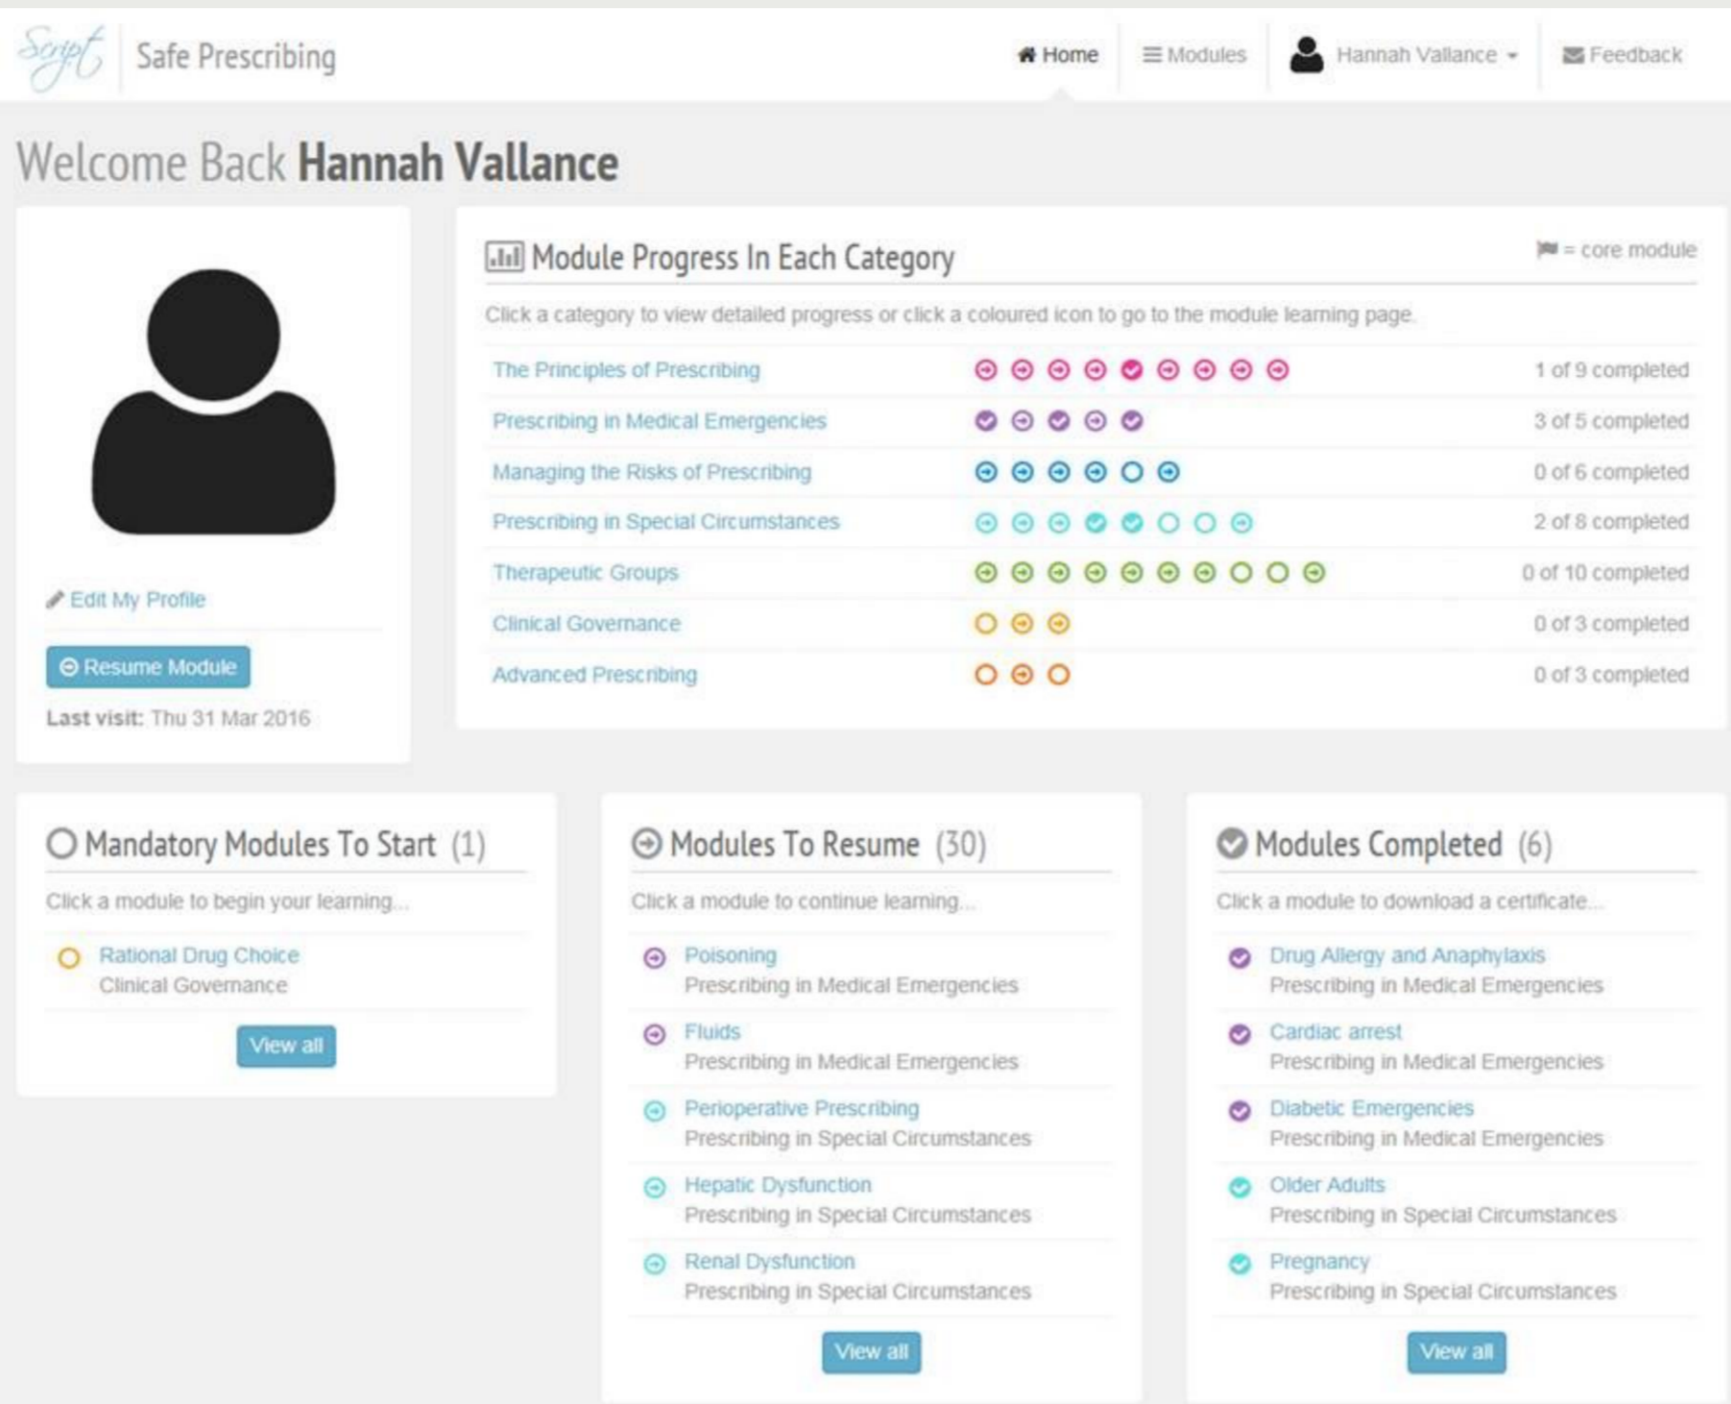 Script
Safe Prescribing
Home
Modules
Hannah Vallance
Feedback
Welcome Back Hannah Vallance
Edit My Profile
Resume Module
Last visit: Thu 31 Mar 2016
Module Progress In Each Category
= core module
Click a category to view detailed progress or click a coloured icon to go to the module learning page.
The Principles of Prescribing 1 of 9 completed
Prescribing in Medical Emergencies 3 of 5 completed
Managing the Risks of Prescribing 0 of 6 completed
Prescribing in Special Circumstances 2 of 8 completed
Therapeutic Groups 0 of 10 completed
Clinical Governance 0 of 3 completed
Advanced Prescribing 0 of 3 completed
Mandatory Modules To Start (1)
Click a module to begin your learning...
Rational Drug Choice
Clinical Governance
View all
Modules To Resume (30)
Click a module to continue learning...
Poisoning
Prescribing in Medical Emergencies
Fluids
Prescribing in Medical Emergencies
Perioperative Prescribing
Prescribing in Special Circumstances
Hepatic Dysfunction
Prescribing in Special Circumstances
Renal Dysfunction
Prescribing in Special Circumstances
View all
Modules Completed (6)
Click a module to download a certificate...
Drug Allergy and Anaphylaxis
Prescribing in Medical Emergencies
Cardiac arrest
Prescribing in Medical Emergencies
Diabetic Emergencies
Prescribing in Medical Emergencies
Older Adults
Prescribing in Special Circumstances
Pregnancy
Prescribing in Special Circumstances
View all